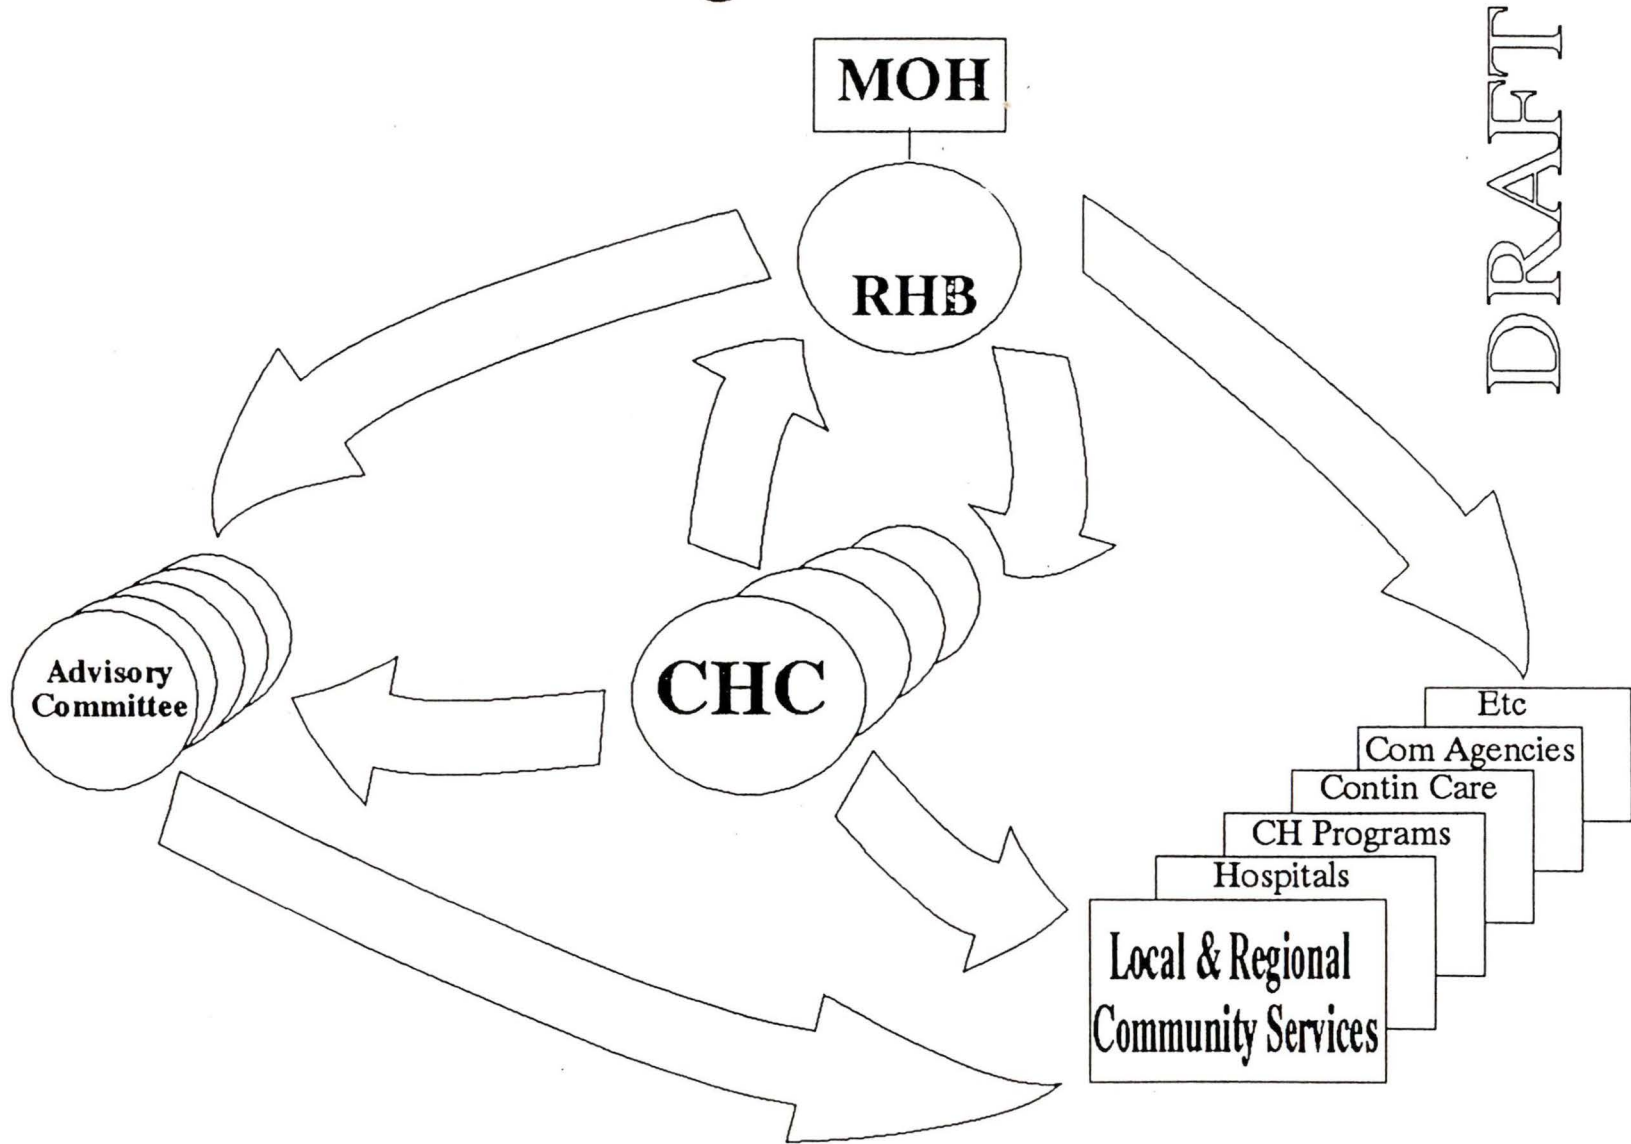 MOH
DRAFT
RHB
Advisory
Committee
CHC
Etc
Com Agencies
Contin Care
CH Programs
Hospitals
Local & Regional
Community Services